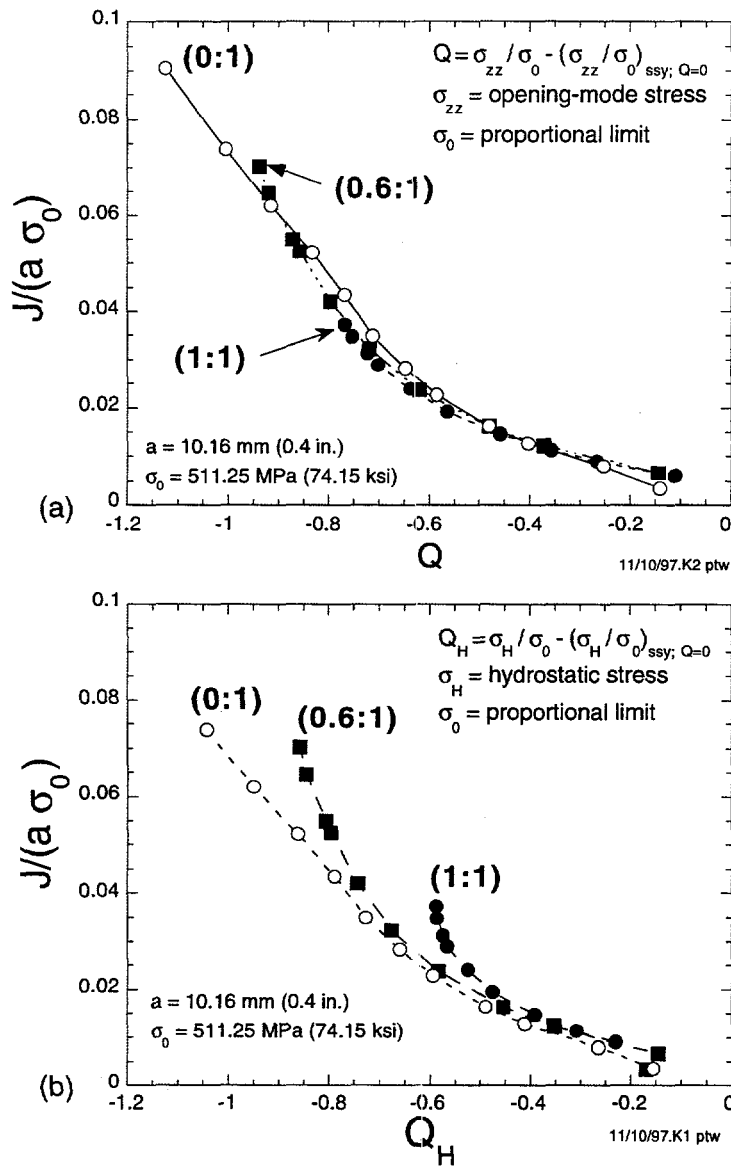 (0:1)
Q = σzz/σ0 - (σzz/σ0)ssy; Q=0
σzz = opening-mode stress
σ0 = proportional limit
(0.6:1)
(1:1)
a = 10.16 mm (0.4 in.)
σ0 = 511.25 MPa (74.15 ksi)
J/(a σ0)
0.1
0.08
0.06
0.04
0.02
0
(a)
-1.2 -1 -0.8 -0.6 -0.4 -0.2 0
Q
11/10/97.K2 ptw
QH = σH/σ0 - (σH/σ0)ssy; Q=0
σH = hydrostatic stress
σ0 = proportional limit
(0:1)
(0.6:1)
(1:1)
a = 10.16 mm (0.4 in.)
σ0 = 511.25 MPa (74.15 ksi)
J/(a σ0)
0.1
0.08
0.06
0.04
0.02
0
(b)
-1.2 -1 -0.8 -0.6 -0.4 -0.2 0
QH
11/10/97.K1 ptw